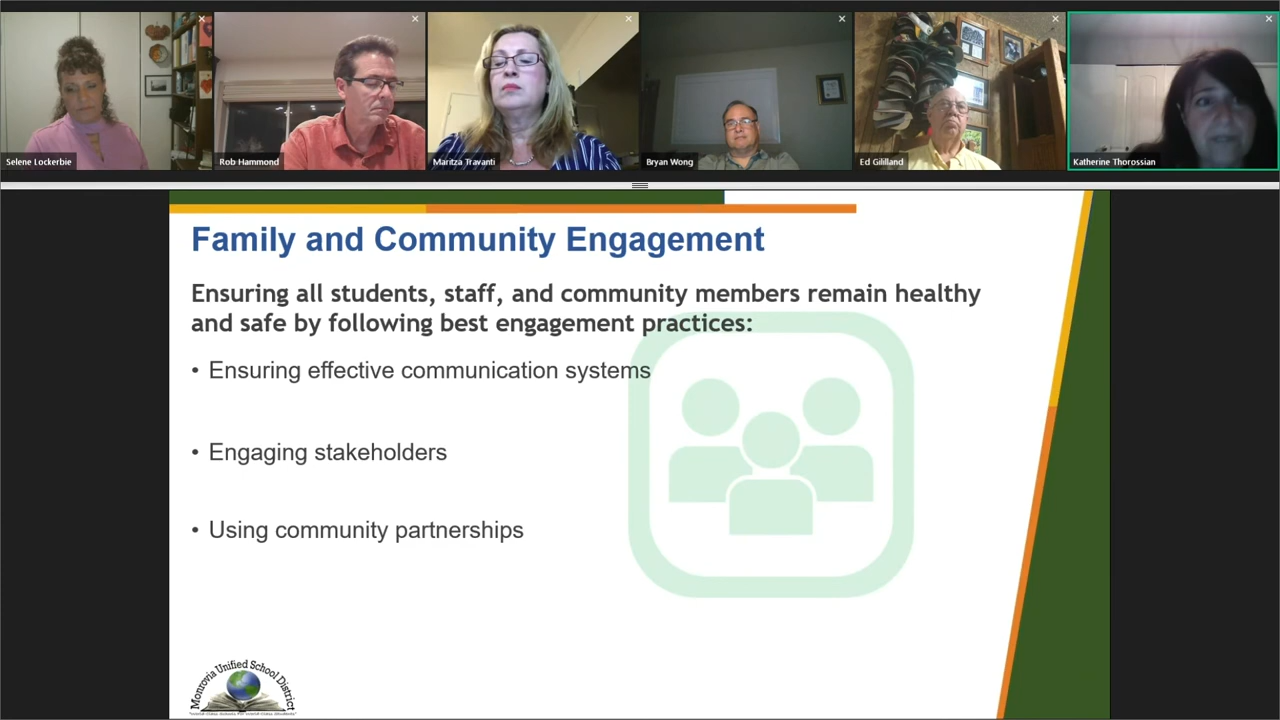 Selene Lockerbie
Rob Hammond
Maritza Travanti
Bryan Wong
Ed Gililland
Katherine Thorossian
Family and Community Engagement
Ensuring all students, staff, and community members remain healthy
and safe by following best engagement practices:
• Ensuring effective communication systems
• Engaging stakeholders
• Using community partnerships
Monrovia Unified School District